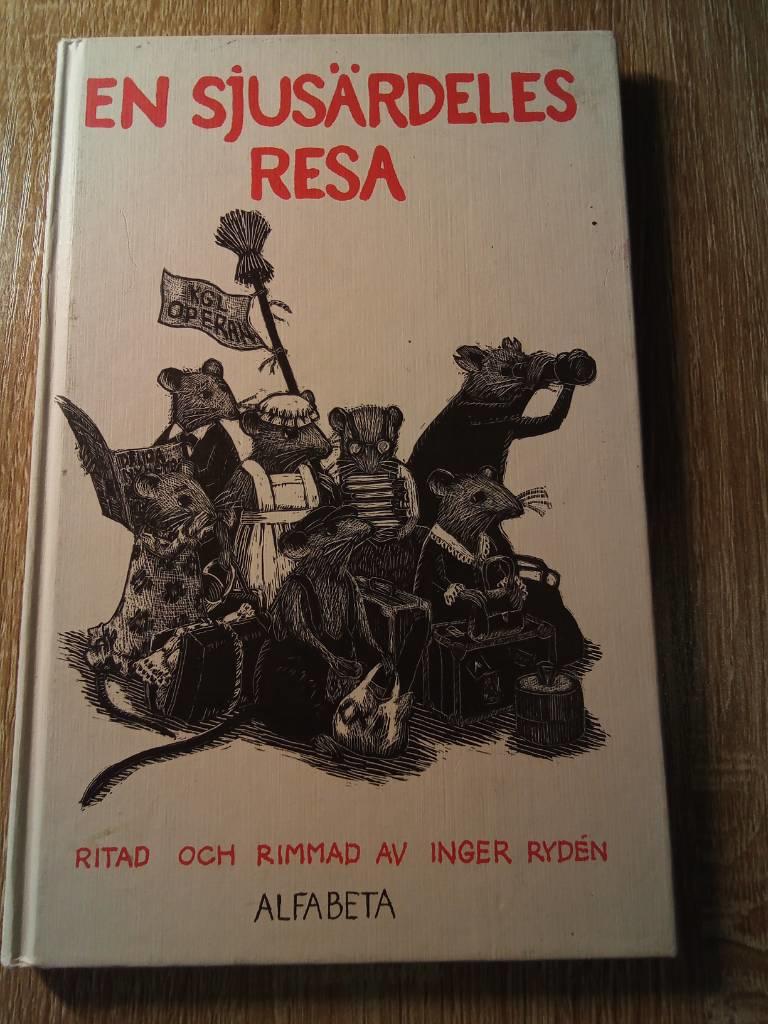 EN SJUSÄRDELES
RESA
KGL
OPERAN
RITAD OCH RIMMAD AV INGER RYDÉN
ALFABETA